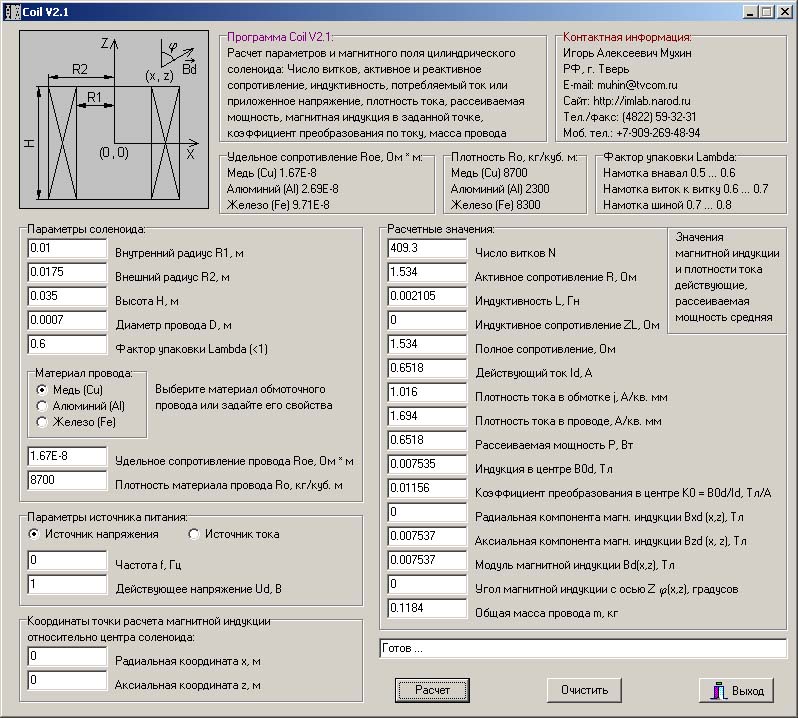 Coil V2.1
Z
φ
Bd
R2
(x, z)
R1
H
(0, 0)
X
Программа Coil V2.1:
Расчет параметров и магнитного поля цилиндрического
соленоида: Число витков, активное и реактивное
сопротивление, индуктивность, потребляемый ток или
приложенное напряжение, плотность тока, рассеиваемая
мощность, магнитная индукция в заданной точке,
коэффициент преобразования по току, масса провода
Контактная информация:
Игорь Алексеевич Мухин
РФ, г. Тверь
E-mail: muhin@tvcom.ru
Сайт: http://imlab.narod.ru
Тел./Факс: (4822) 59-32-31
Моб. тел.: +7-909-269-48-94
Удельное сопротивление Roe, Ом * м:
Медь (Cu) 1.67E-8
Алюминий (Al) 2.69E-8
Железо (Fe) 9.71E-8
Плотность Ro, кг/куб. м:
Медь (Cu) 8700
Алюминий (Al) 2300
Железо (Fe) 8300
Фактор упаковки Lambda:
Намотка внавал 0.5 ... 0.6
Намотка виток к витку 0.6 ... 0.7
Намотка шиной 0.7 ... 0.8
Параметры соленоида:
0.01 Внутренний радиус R1, м
0.0175 Внешний радиус R2, м
0.035 Высота H, м
0.0007 Диаметр провода D, м
0.6 Фактор упаковки Lambda (<1)
Материал провода:
Медь (Cu)
Алюминий (Al)
Железо (Fe)
Выберите материал обмоточного
провода или задайте его свойства
1.67E-8 Удельное сопротивление провода Roe, Ом * м
8700 Плотность материала провода Ro, кг/куб. м
Параметры источника питания:
Источник напряжения Источник тока
0 Частота f, Гц
1 Действующее напряжение Ud, В
Координаты точки расчета магнитной индукции
относительно центра соленоида:
0 Радиальная координата x, м
0 Аксиальная координата z, м
Расчетные значения:
409.3 Число витков N
1.534 Активное сопротивление R, Ом
0.002105 Индуктивность L, Гн
0 Индуктивное сопротивление ZL, Ом
1.534 Полное сопротивление, Ом
0.6518 Действующий ток Id, А
1.016 Плотность тока в обмотке j, А/кв. мм
1.694 Плотность тока в проводе, А/кв. мм
0.6518 Рассеиваемая мощность P, Вт
0.007535 Индукция в центре B0d, Тл
0.01156 Коэффициент преобразования в центре K0 = B0d/Id, Тл/А
0 Радиальная компонента магн. индукции Bxd (x,z), Тл
0.007537 Аксиальная компонента магн. индукции Bzd (x, z), Тл
0.007537 Модуль магнитной индукции Bd(x,z), Тл
0 Угол магнитной индукции с осью Z φ(x,z), градусов
0.1184 Общая масса провода m, кг
Значения
магнитной индукции
и плотности тока
действующие,
рассеиваемая
мощность средняя
Готов ...
Расчет
Очистить
Выход